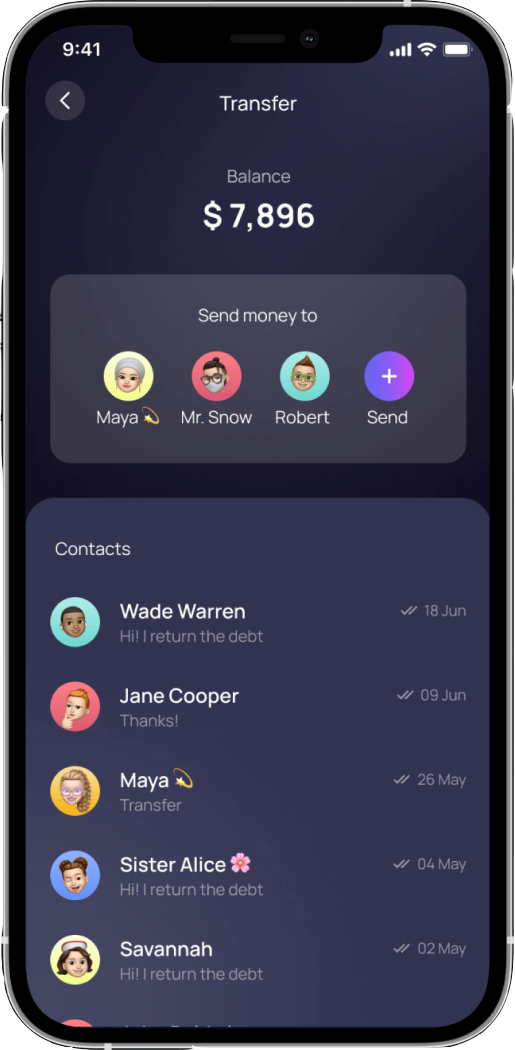 9:41
Transfer
Balance
$ 7,896
Send money to
Maya 💫 Mr. Snow Robert Send
Contacts
Wade Warren 18 Jun
Hi! I return the debt
Jane Cooper 09 Jun
Thanks!
Maya 💫 26 May
Transfer
Sister Alice 🌸 04 May
Hi! I return the debt
Savannah 02 May
Hi! I return the debt